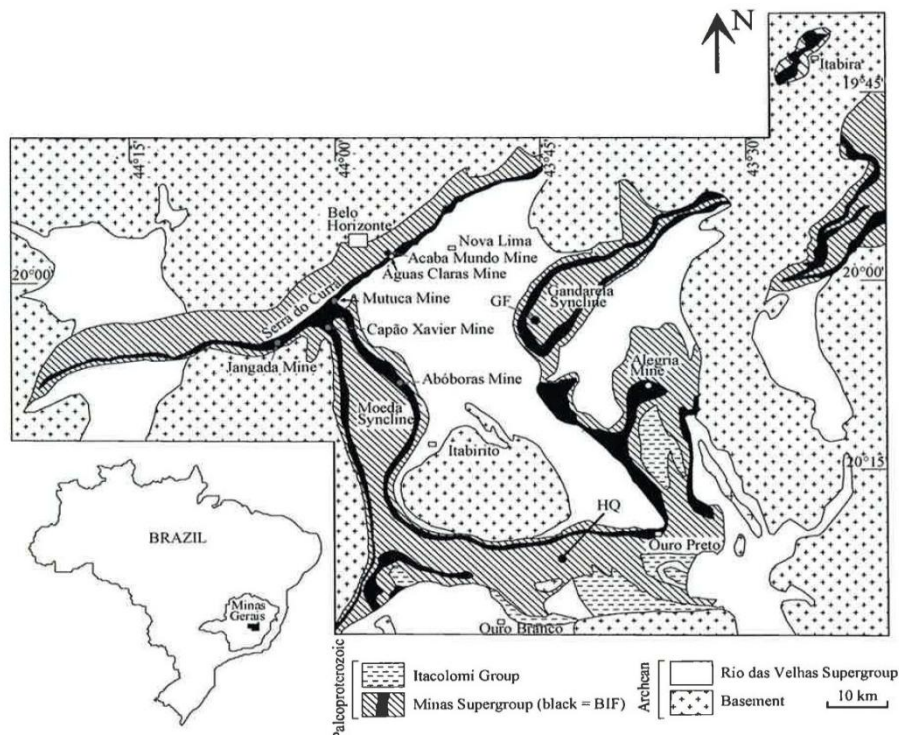 N
Itabira
19°45'
44°15'
44°00'
43°45'
43°30'
Belo
Horizonte
Nova Lima
Acaba Mundo Mine
Águas Claras Mine
20°00'
20°00'
Serra do Curral
Mutuca Mine
GF
Gandarela
Syncline
Capão Xavier Mine
Jangada Mine
Alegria
Mine
Abóboras Mine
Moeda
Syncline
Itabirito
20°15'
HQ
Ouro Preto
BRAZIL
Minas
Gerais
Ouro Branco
Paleoproterozoic
Itacolomi Group
Minas Supergroup (black = BIF)
Archean
Rio das Velhas Supergroup
Basement
10 km